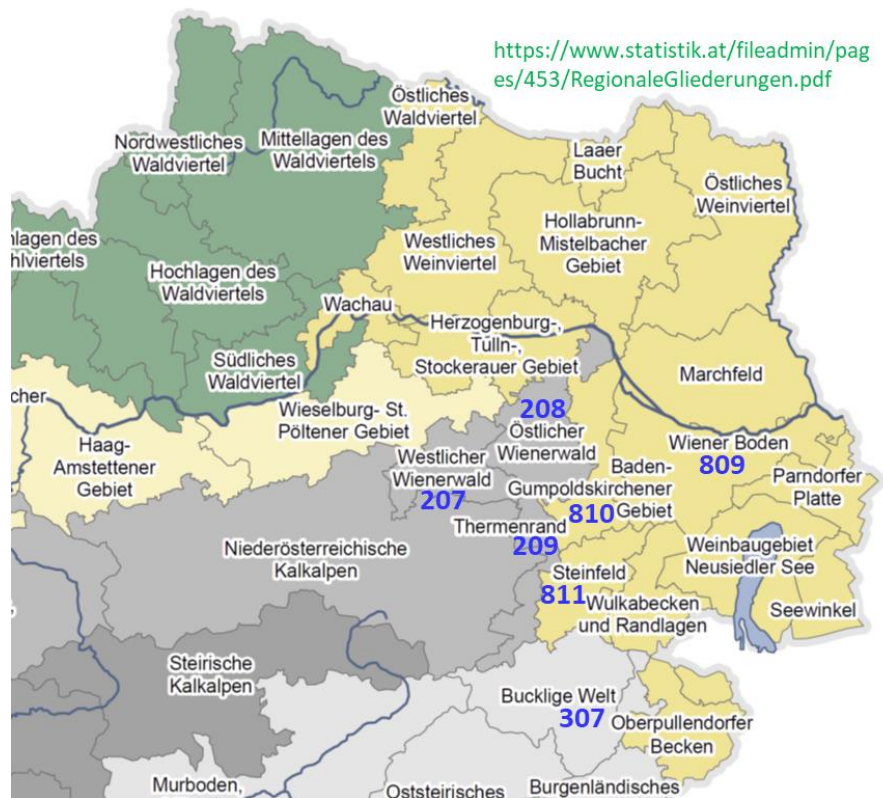 https://www.statistik.at/fileadmin/pag
es/453/RegionaleGliederungen.pdf
Östliches
Waldviertel
Nordwestliches
Waldviertel
Mittellagen des
Waldviertels
Laaer
Bucht
Östliches
Weinviertel
Hollabrunn-
Mistelbacher
Gebiet
nlagen des
hlviertels
Westliches
Weinviertel
Hochlagen des
Waldviertels
Wachau
Herzogenburg-,
Tulln-,
Stockerauer Gebiet
Südliches
Waldviertel
Marchfeld
cher
Wieselburg- St.
Pöltener Gebiet
208
Östlicher
Wienerwald
Haag-
Amstettener
Gebiet
Westlicher
Wienerwald
207
Wiener Boden
809
Baden-
Gumpoldskirchener
810 Gebiet
Parndorfer
Platte
Thermenrand
209
Niederösterreichische
Kalkalpen
Weinbaugebiet
Neusiedler See
Steinfeld
811
Wulkabecken
und Randlagen
Seewinkel
Steirische
Kalkalpen
Bucklige Welt
307
Oberpullendorfer
Becken
Murboden,
Oststeirisches
Burgenländisches